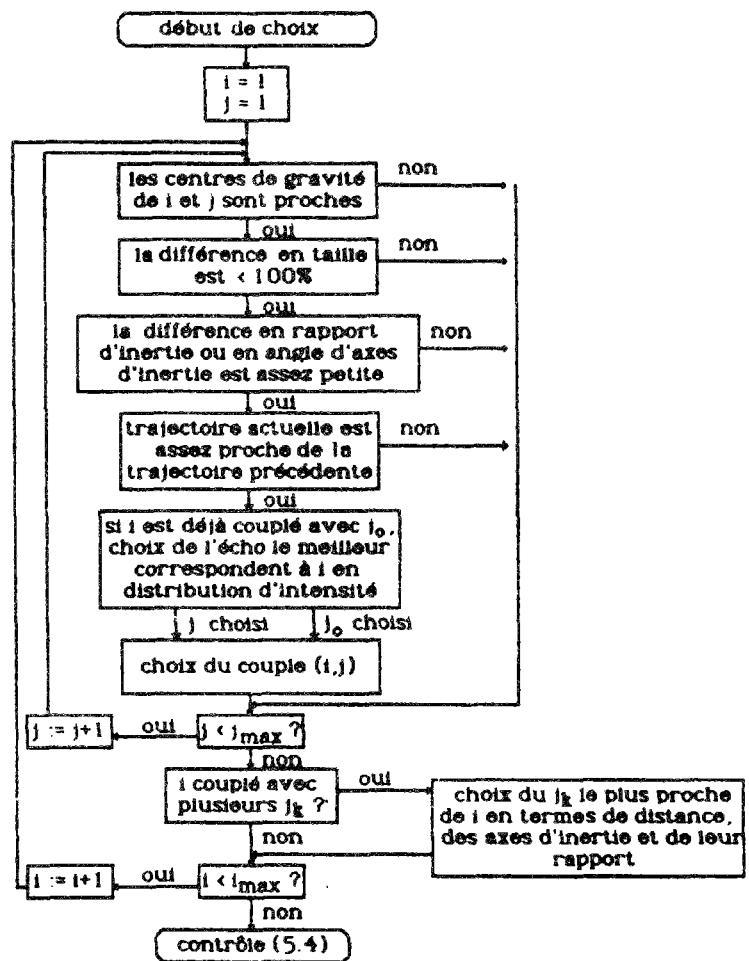 début de choix
i = 1
j = 1
non
les centres de gravité
de i et j sont proches
oui
non
la différence en taille
est < 100%
oui
la différence en rapport
d'inertie ou en angle d'axes
d'inertie est assez petite
non
oui
trajectoire actuelle est
assez proche de la
trajectoire précédente
non
oui
si i est déjà couplé avec j₀,
choix de l'écho le meilleur
correspondent à i en
distribution d'intensité
j choisi
j₀ choisi
choix du couple (i,j)
j := j+1
oui
j < jmax ?
non
i couplé avec
plusieurs jk ?
oui
choix du jk le plus proche
de i en termes de distance,
des axes d'inertie et de leur
rapport
non
i := i+1
oui
i < imax ?
non
contrôle (5.4)